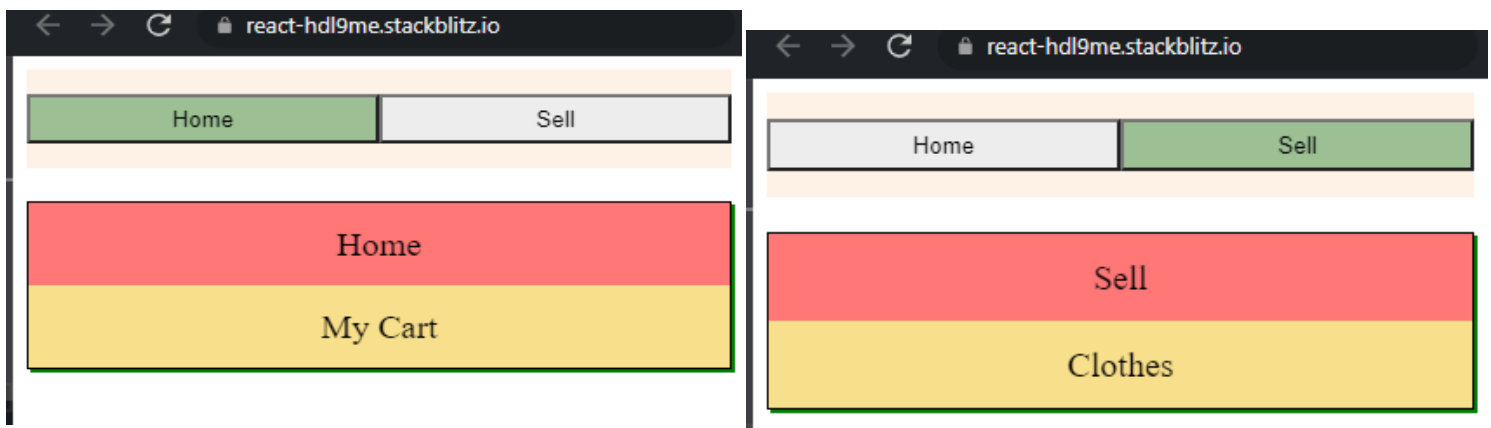 react-hdl9me.stackblitz.io
Home Sell
Home
My Cart
react-hdl9me.stackblitz.io
Home Sell
Sell
Clothes